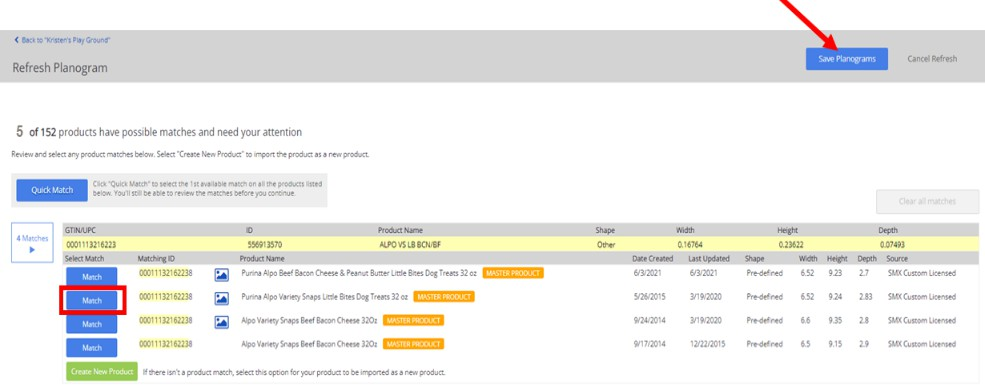 Back to "Kristen's Play Ground"
Refresh Planogram
Save Planograms Cancel Refresh
5 of 152 products have possible matches and need your attention
Review and select any product matches below. Select "Create New Product" to import the product as a new product.
Quick Match
Click "Quick Match" to select the 1st available match on all the products listed
below. You'll still be able to review the matches before you continue.
Clear all matches
4 Matches
GTIN/UPC ID Product Name Shape Width Height Depth
0001113216223 556913570 ALPO VS LB BCN/BF Other 0.16764 0.23622 0.07493
Select Match Matching ID Product Name Date Created Last Updated Shape Width Height Depth Source
Match 00011132162238 Purina Alpo Beef Bacon Cheese & Peanut Butter Little Bites Dog Treats 32 oz MASTER PRODUCT 6/3/2021 6/3/2021 Pre-defined 6.52 9.23 2.7 SMX Custom Licensed
Match 00011132162238 Purina Alpo Variety Snaps Little Bites Dog Treats 32 oz MASTER PRODUCT 5/26/2015 3/19/2020 Pre-defined 6.52 9.24 2.83 SMX Custom Licensed
Match 00011132162238 Alpo Variety Snaps Beef Bacon Cheese 32Oz MASTER PRODUCT 9/24/2014 3/19/2020 Pre-defined 6.6 9.35 2.8 SMX Custom Licensed
Match 00011132162238 Alpo Variety Snaps Beef Bacon Cheese 32Oz MASTER PRODUCT 9/17/2014 12/22/2015 Pre-defined 6.5 9.15 2.9 SMX Custom Licensed
Create New Product If there isn't a product match, select this option for your product to be imported as a new product.